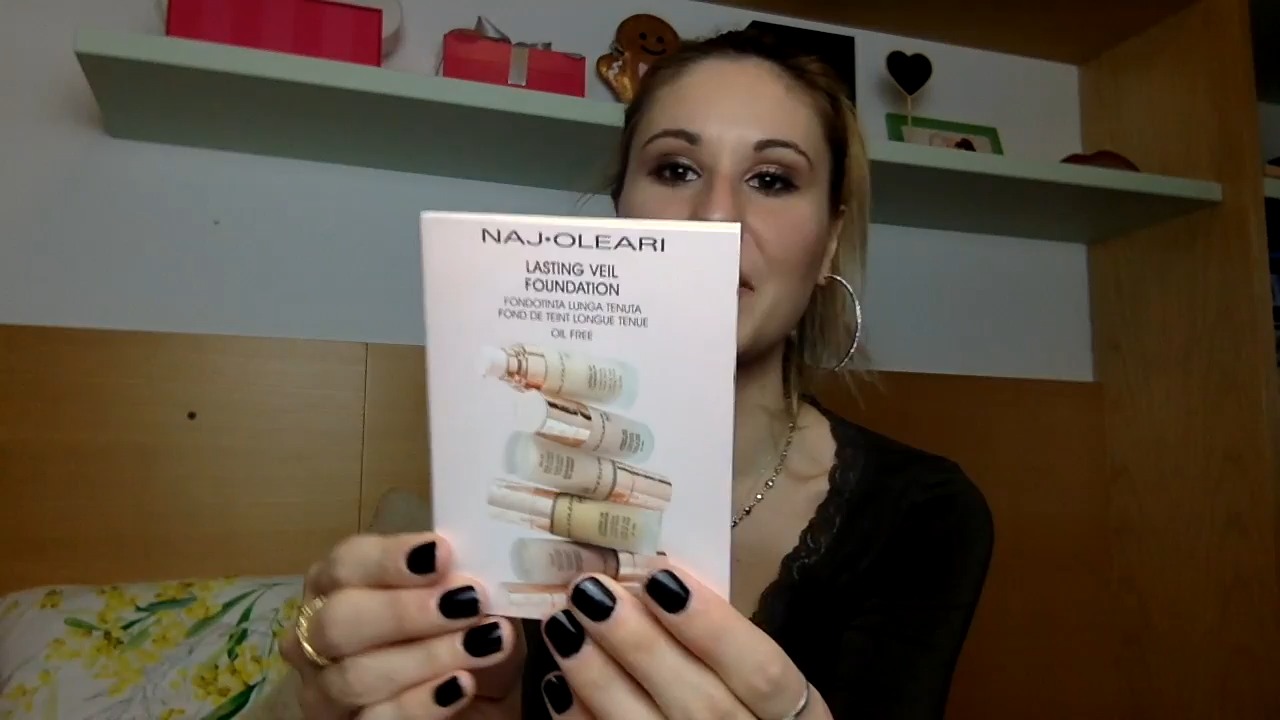 NAJ•OLEARI
LASTING VEIL
FOUNDATION
FONDOTINTA LUNGA TENUTA
FOND DE TEINT LONGUE TENUE
OIL FREE